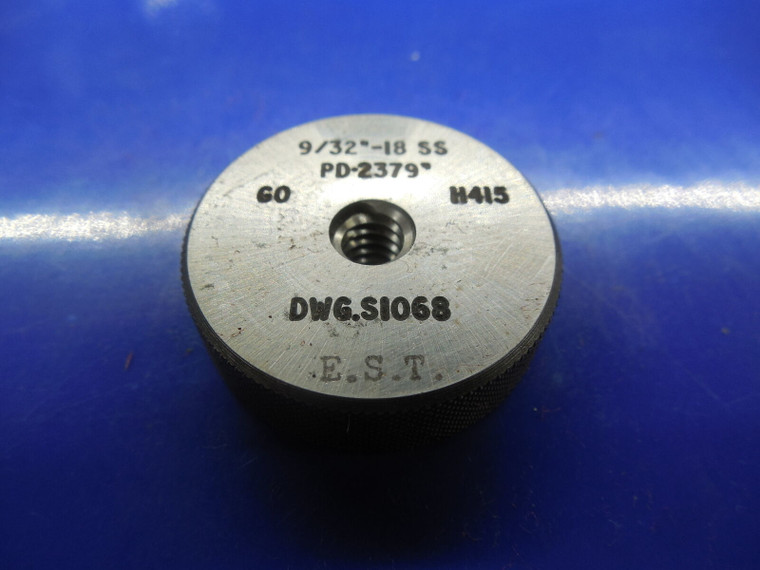 9/32"-18 SS
PD-.2379"
GO H415
DWG.S1068
E.S.T.